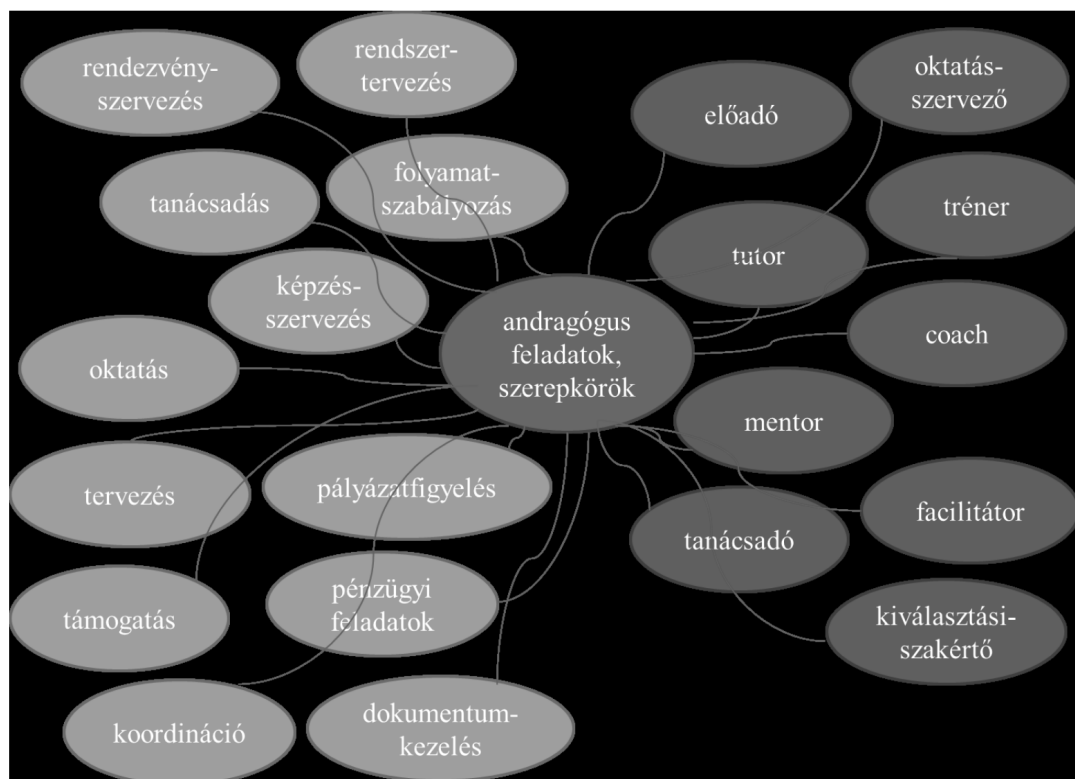 rendezvény-
szervezés
rendszer-
tervezés
előadó
oktatás-
szervező
tanácsadás
folyamat-
szabályozás
tutor
tréner
képzés-
szervezés
andragógus
feladatok,
szerepkörök
coach
oktatás
mentor
tervezés
pályázatfigyelés
tanácsadó
facilitátor
támogatás
pénzügyi
feladatok
kiválasztási-
szakértő
koordináció
dokumentum-
kezelés